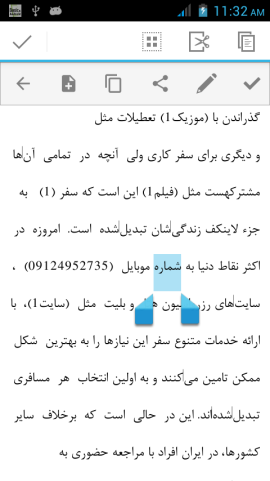 11:32 AM
گذراندن با (موزیک1) تعطیلات مثل
و دیگری برای سفر کاری ولی آنچه در تمامی آن‌ها
مشترکهست مثل (فیلم1) این است که سفر (1) به
جزء لاینکف زندگی‌شان تبدیل‌شده است. امروزه در
اکثر نقاط دنیا به شماره موبایل (09124952735) ،
سایت‌های و بلیت مثل (سایت1)، با
ارائه خدمات متنوع سفر این نیازها را به بهترین شکل
ممکن تامین می‌کنند و به اولین انتخاب هر مسافری
تبدیل‌شده‌اند. این در حالی است که برخلاف سایر
کشورها، در ایران افراد با مراجعه حضوری به